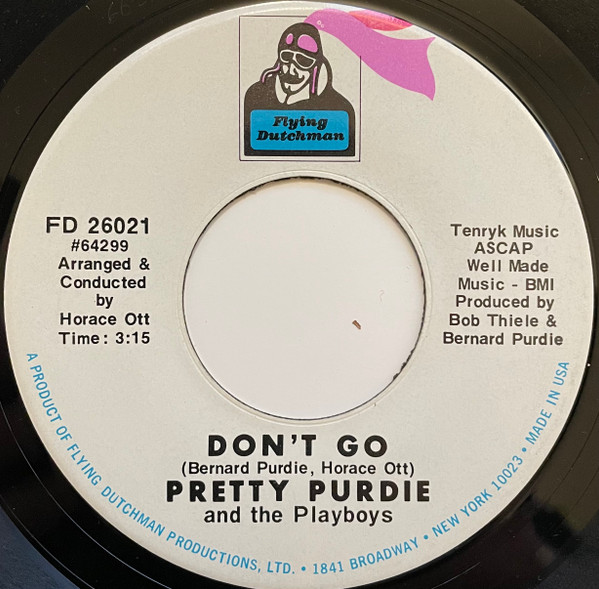 Flying
Dutchman
FD 26021
#64299
Arranged &
Conducted
by
Horace Ott
Time: 3:15
Tenryk Music
ASCAP
Well Made
Music - BMI
Produced by
Bob Thiele &
Bernard Purdie
DON'T GO
(Bernard Purdie, Horace Ott)
PRETTY PURDIE
and the Playboys
A PRODUCT OF FLYING DUTCHMAN PRODUCTIONS, LTD. • 1841 BROADWAY • NEW YORK 10023 • MADE IN USA